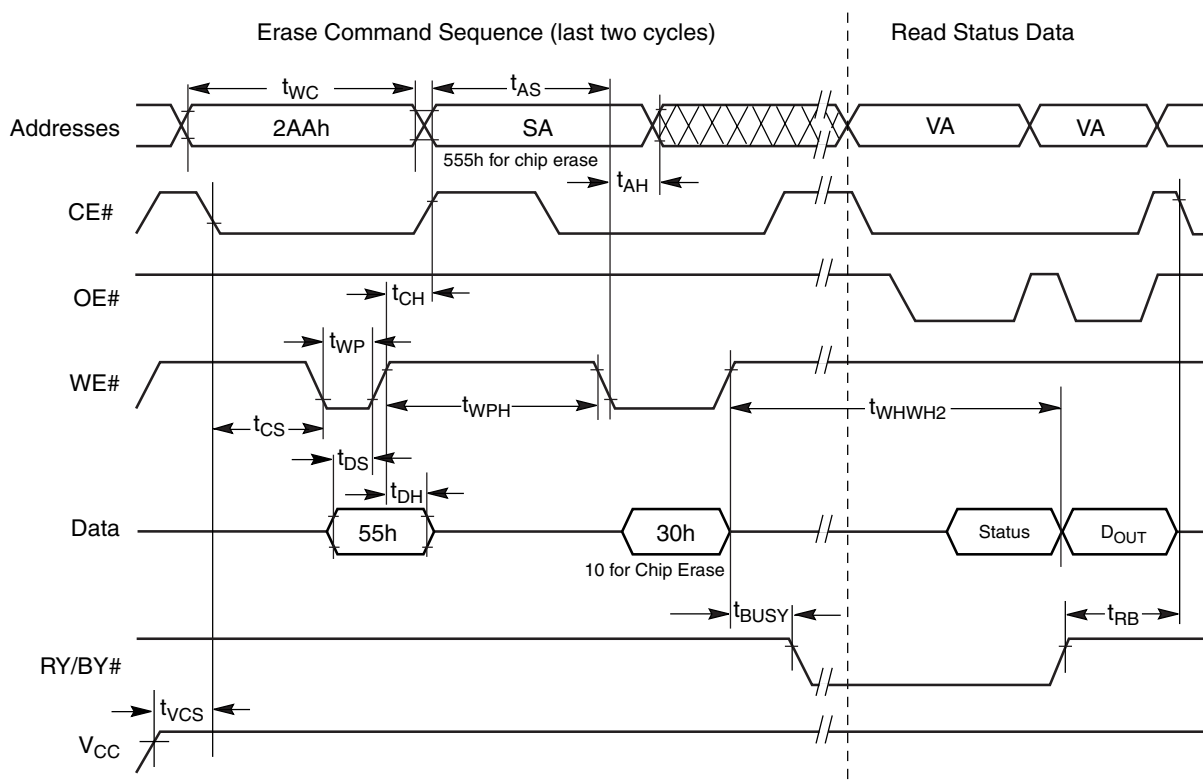 Erase Command Sequence (last two cycles) Read Status Data
tWC tAS
Addresses 2AAh SA VA VA
555h for chip erase
tAH
CE#
OE#
tCH
tWP
WE#
tWPH tWHWH2
tCS
tDS
tDH
Data 55h 30h Status DOUT
10 for Chip Erase
tBUSY tRB
RY/BY#
tVCS
VCC